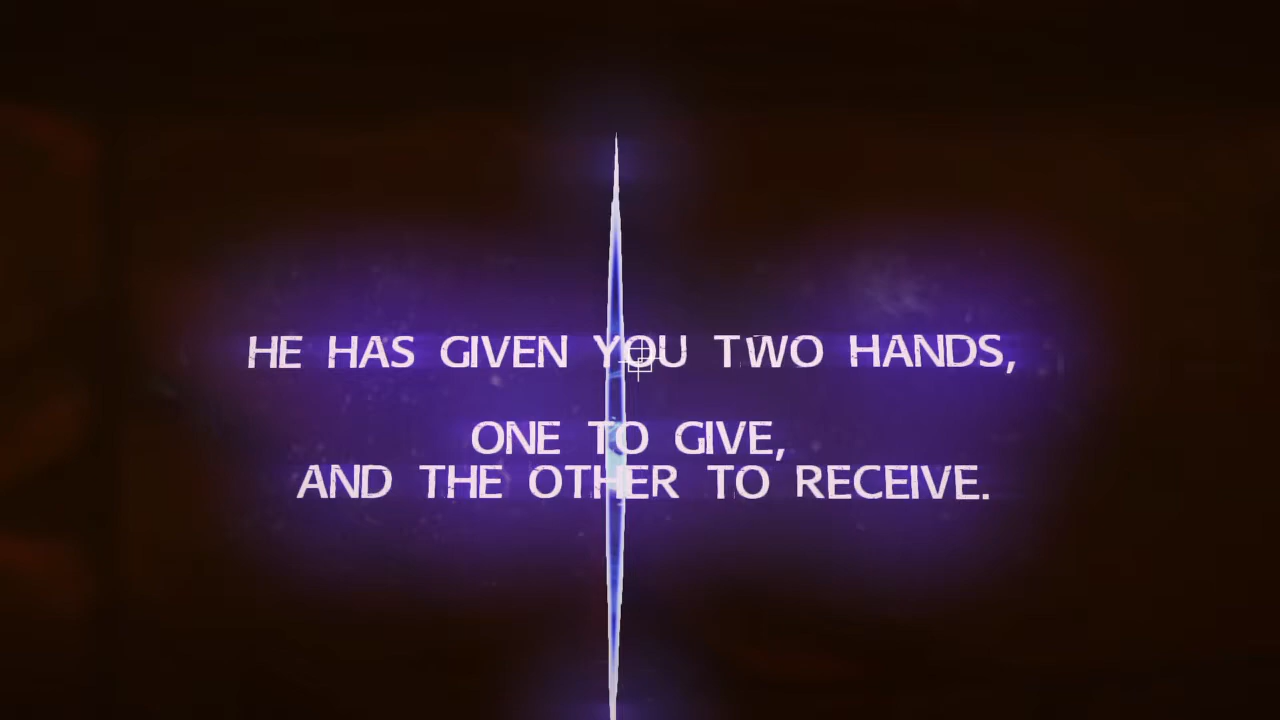 HE HAS GIVEN YOU TWO HANDS,
ONE TO GIVE,
AND THE OTHER TO RECEIVE.